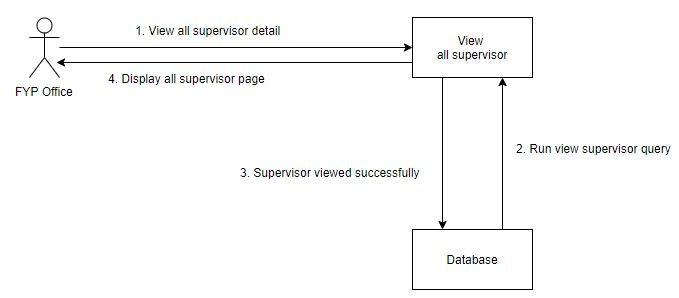 1. View all supervisor detail
View
all supervisor
4. Display all supervisor page
FYP Office
2. Run view supervisor query
3. Supervisor viewed successfully
Database